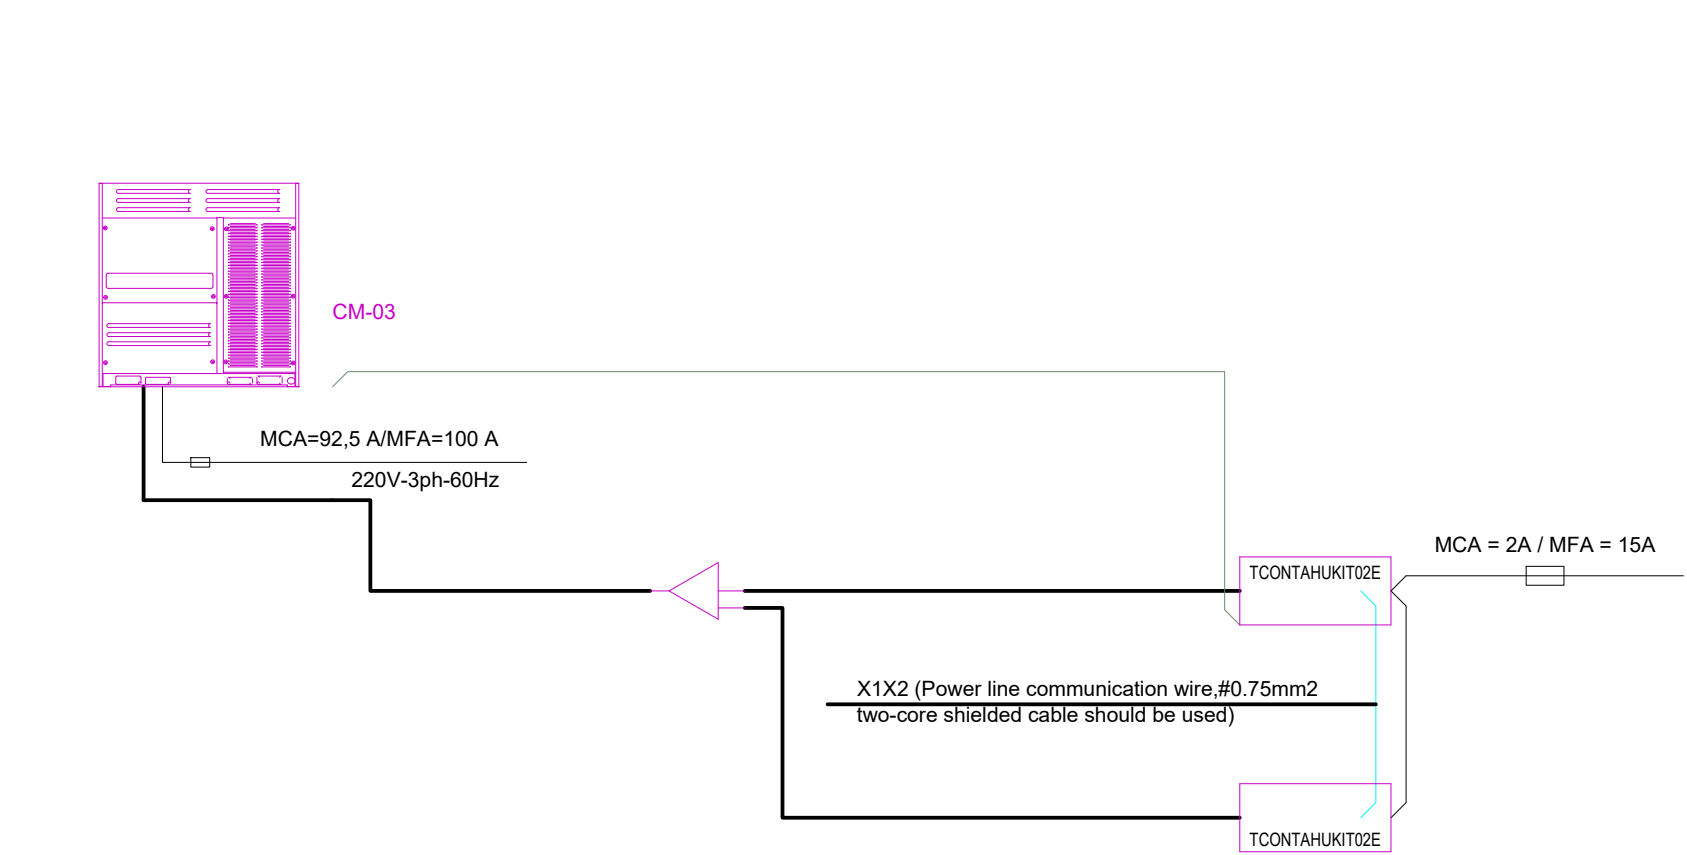 CM-03
MCA=92,5 A/MFA=100 A
220V-3ph-60Hz
MCA = 2A / MFA = 15A
TCONTAHUKIT02E
X1X2 (Power line communication wire,#0.75mm2
two-core shielded cable should be used)
TCONTAHUKIT02E